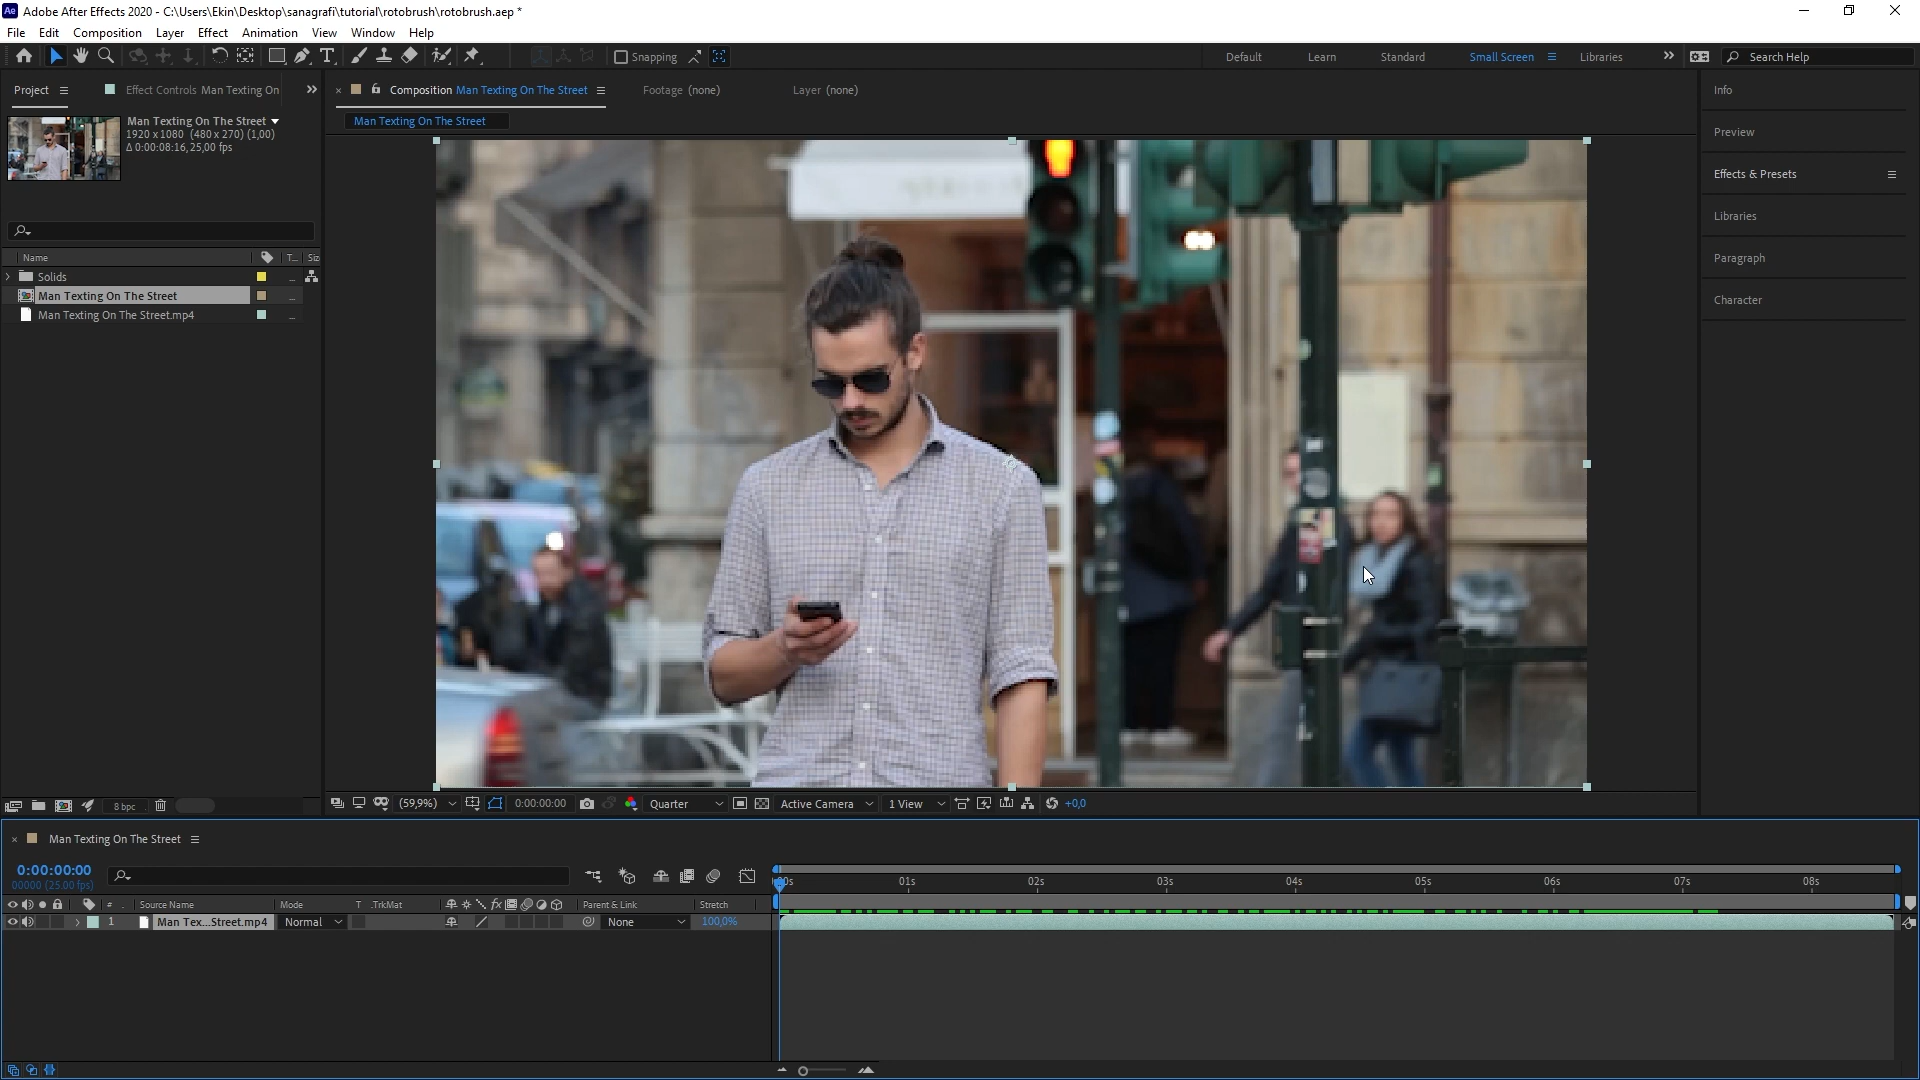 Ae Adobe After Effects 2020 - C:\Users\Ekin\Desktop\sanagrafi\tutorial\rotobrush\rotobrush.aep *
File Edit Composition Layer Effect Animation View Window Help
Snapping Default Learn Standard Small Screen Libraries Search Help
Project Effect Controls Man Texting On Composition Man Texting On The Street Footage (none) Layer (none)
Info
Man Texting On The Street
1920 x 1080 (480 x 270) (1,00)
Δ 0:00:08:16, 25,00 fps
Man Texting On The Street
Preview
Effects & Presets
Libraries
Paragraph
Character
Name T... Siz
Solids ...
Man Texting On The Street ...
Man Texting On The Street.mp4 ...
8 bpc
(59,9%) 0:00:00:00 Quarter Active Camera 1 View +0,0
Man Texting On The Street
0:00:00:00
00000 (25.00 fps)
00s 01s 02s 03s 04s 05s 06s 07s 08s
# Source Name Mode T .TrkMat fx Parent & Link Stretch
1 Man Tex...Street.mp4 Normal None 100,0%